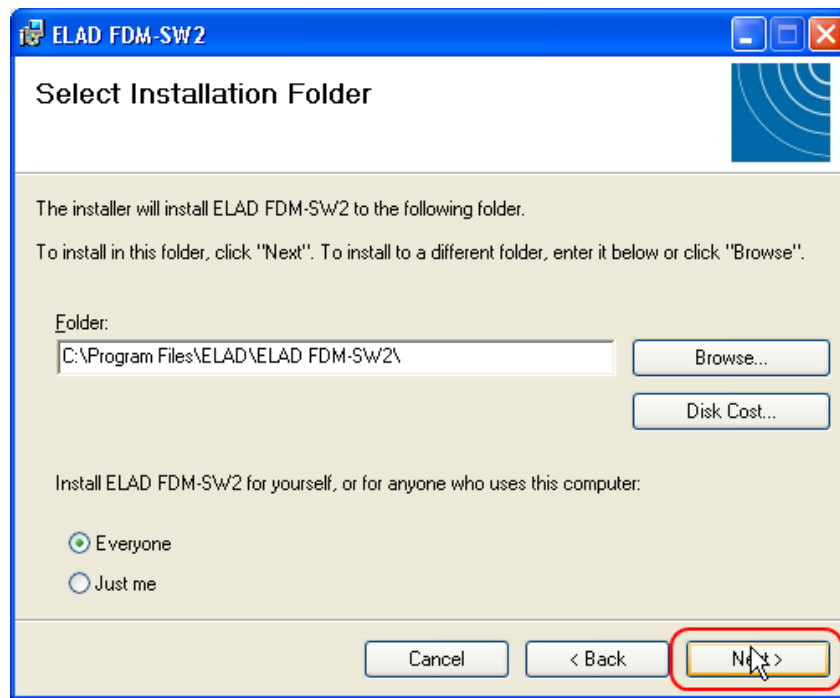 ELAD FDM-SW2
Select Installation Folder
The installer will install ELAD FDM-SW2 to the following folder.
To install in this folder, click "Next". To install to a different folder, enter it below or click "Browse".
Folder:
C:\Program Files\ELAD\ELAD FDM-SW2\
Browse...
Disk Cost...
Install ELAD FDM-SW2 for yourself, or for anyone who uses this computer:
Everyone
Just me
Cancel
< Back
Next >